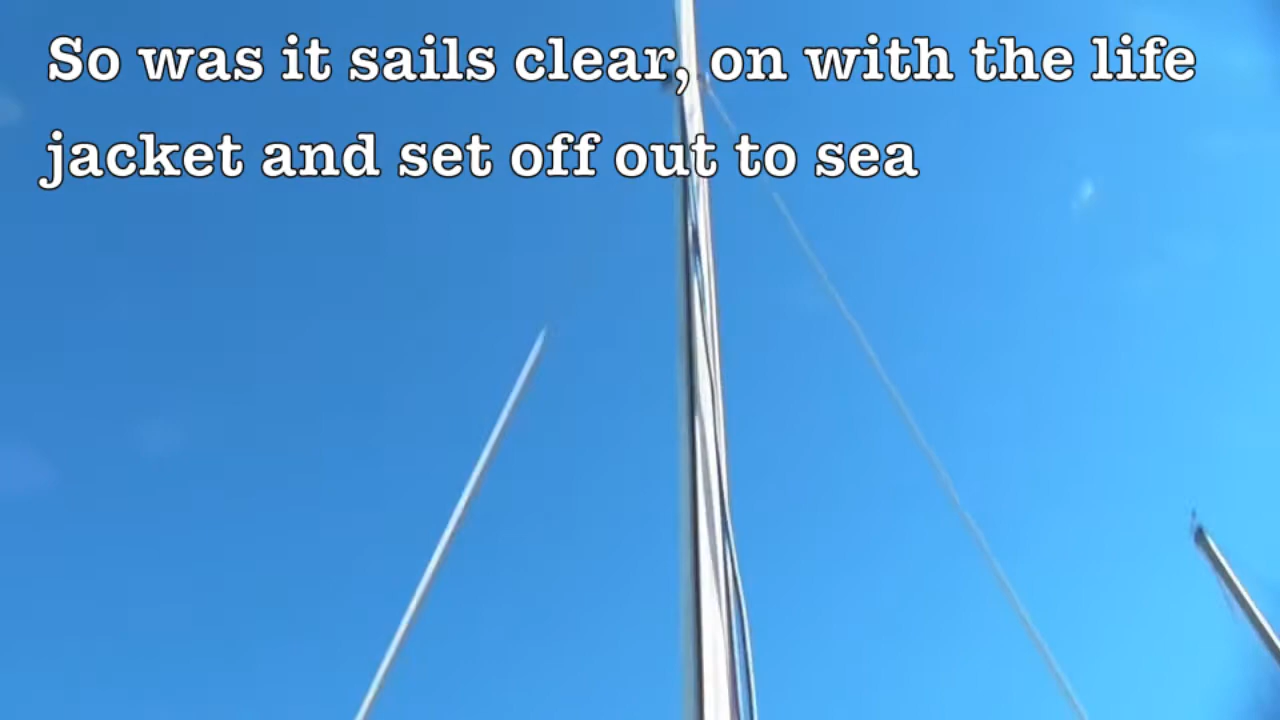 So was it sails clear, on with the life
jacket and set off out to sea